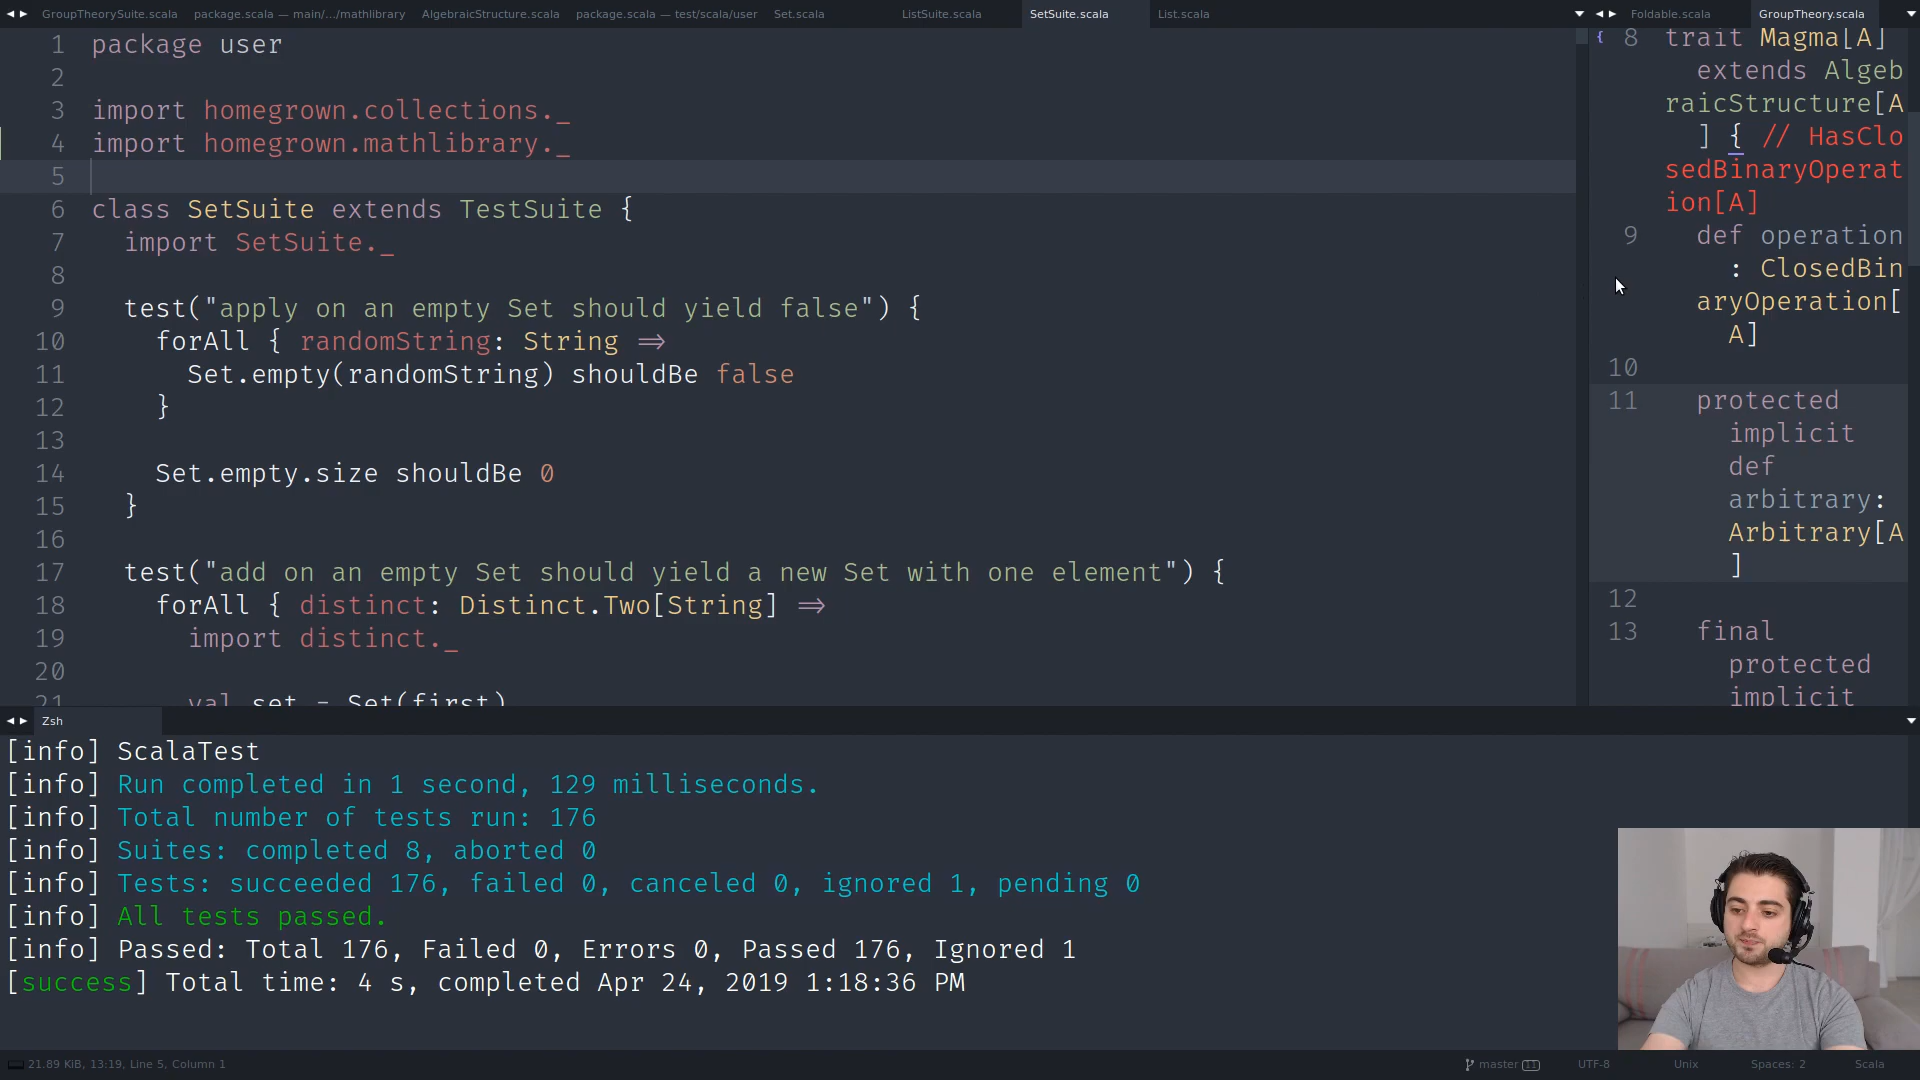 GroupTheorySuite.scala package.scala — main/.../mathlibrary AlgebraicStructure.scala package.scala — test/scala/user Set.scala ListSuite.scala SetSuite.scala List.scala
1 package user
2
3 import homegrown.collections._
4 import homegrown.mathlibrary._
5
6 class SetSuite extends TestSuite {
7 import SetSuite._
8
9 test("apply on an empty Set should yield false") {
10 forAll { randomString: String ⇒
11 Set.empty(randomString) shouldBe false
12 }
13
14 Set.empty.size shouldBe 0
15 }
16
17 test("add on an empty Set should yield a new Set with one element") {
18 forAll { distinct: Distinct.Two[String] ⇒
19 import distinct._
20
21 val set = Set(first)
Foldable.scala GroupTheory.scala
{ 8 trait Magma[A]
extends Algeb
raicStructure[A
] { // HasClo
sedBinaryOperat
ion[A]
9 def operation
: ClosedBin
aryOperation[
A]
10
11 protected
implicit
def
arbitrary:
Arbitrary[A
]
12
13 final
protected
implicit
Zsh
[info] ScalaTest
[info] Run completed in 1 second, 129 milliseconds.
[info] Total number of tests run: 176
[info] Suites: completed 8, aborted 0
[info] Tests: succeeded 176, failed 0, canceled 0, ignored 1, pending 0
[info] All tests passed.
[info] Passed: Total 176, Failed 0, Errors 0, Passed 176, Ignored 1
[success] Total time: 4 s, completed Apr 24, 2019 1:18:36 PM
21.89 KiB, 13:19, Line 5, Column 1 master 11 UTF-8 Unix Spaces: 2 Scala